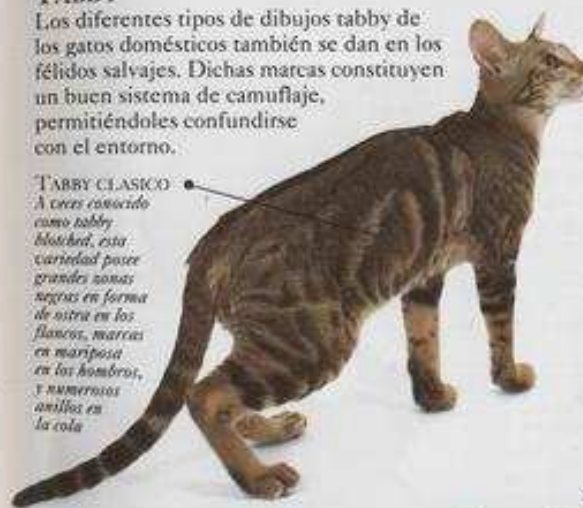 Los diferentes tipos de dibujos tabby de
los gatos domésticos también se dan en los
félidos salvajes. Dichas marcas constituyen
un buen sistema de camuflaje,
permitiéndoles confundirse
con el entorno.
TABBY CLASICO
A veces conocido
como tabby
blotched, esta
variedad posee
grandes zonas
negras en forma
de ostra en los
flancos, marcas
en mariposa
en los hombros,
y numerosos
anillos en
la cola